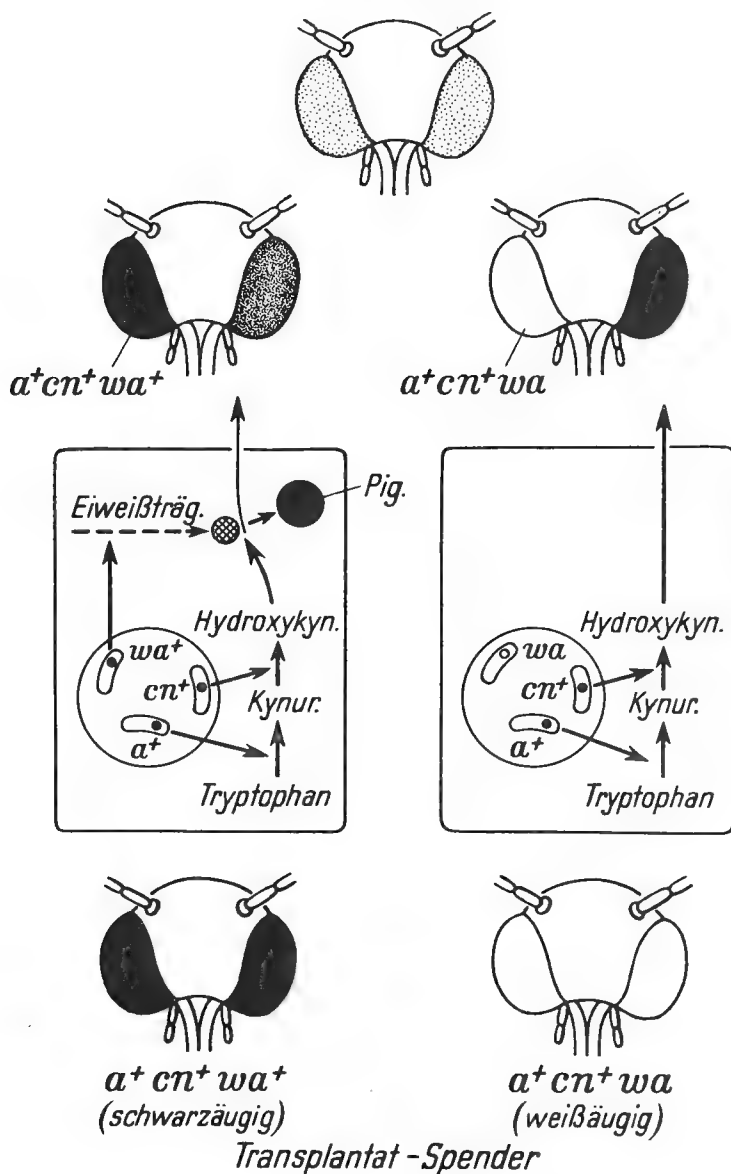 a⁺cn⁺wa⁺
a⁺cn⁺wa
Eiweißträg.
Pig.
Hydroxykyn.
wa⁺
cn⁺
Kynur.
a⁺
Tryptophan
Hydroxykyn.
wa
cn⁺
Kynur.
a⁺
Tryptophan
a⁺ cn⁺ wa⁺
(schwarzäugig)
a⁺ cn⁺ wa
(weißäugig)
Transplantat-Spender